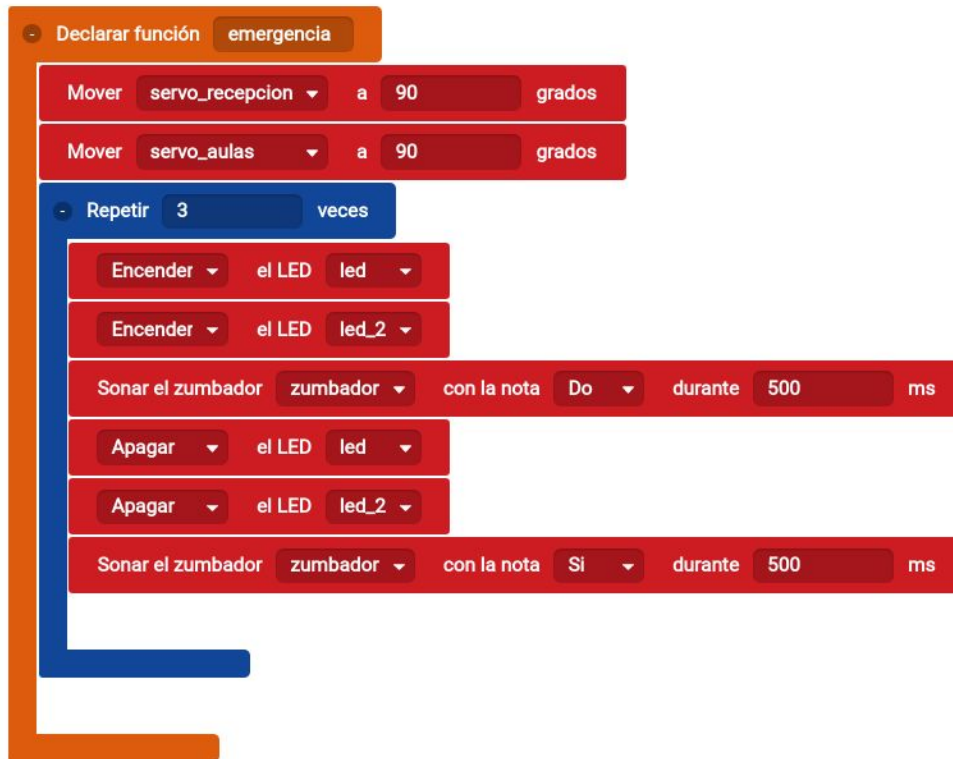 - Declarar función emergencia
Mover servo_recepcion a 90 grados
Mover servo_aulas a 90 grados
- Repetir 3 veces
Encender el LED led
Encender el LED led_2
Sonar el zumbador zumbador con la nota Do durante 500 ms
Apagar el LED led
Apagar el LED led_2
Sonar el zumbador zumbador con la nota Si durante 500 ms